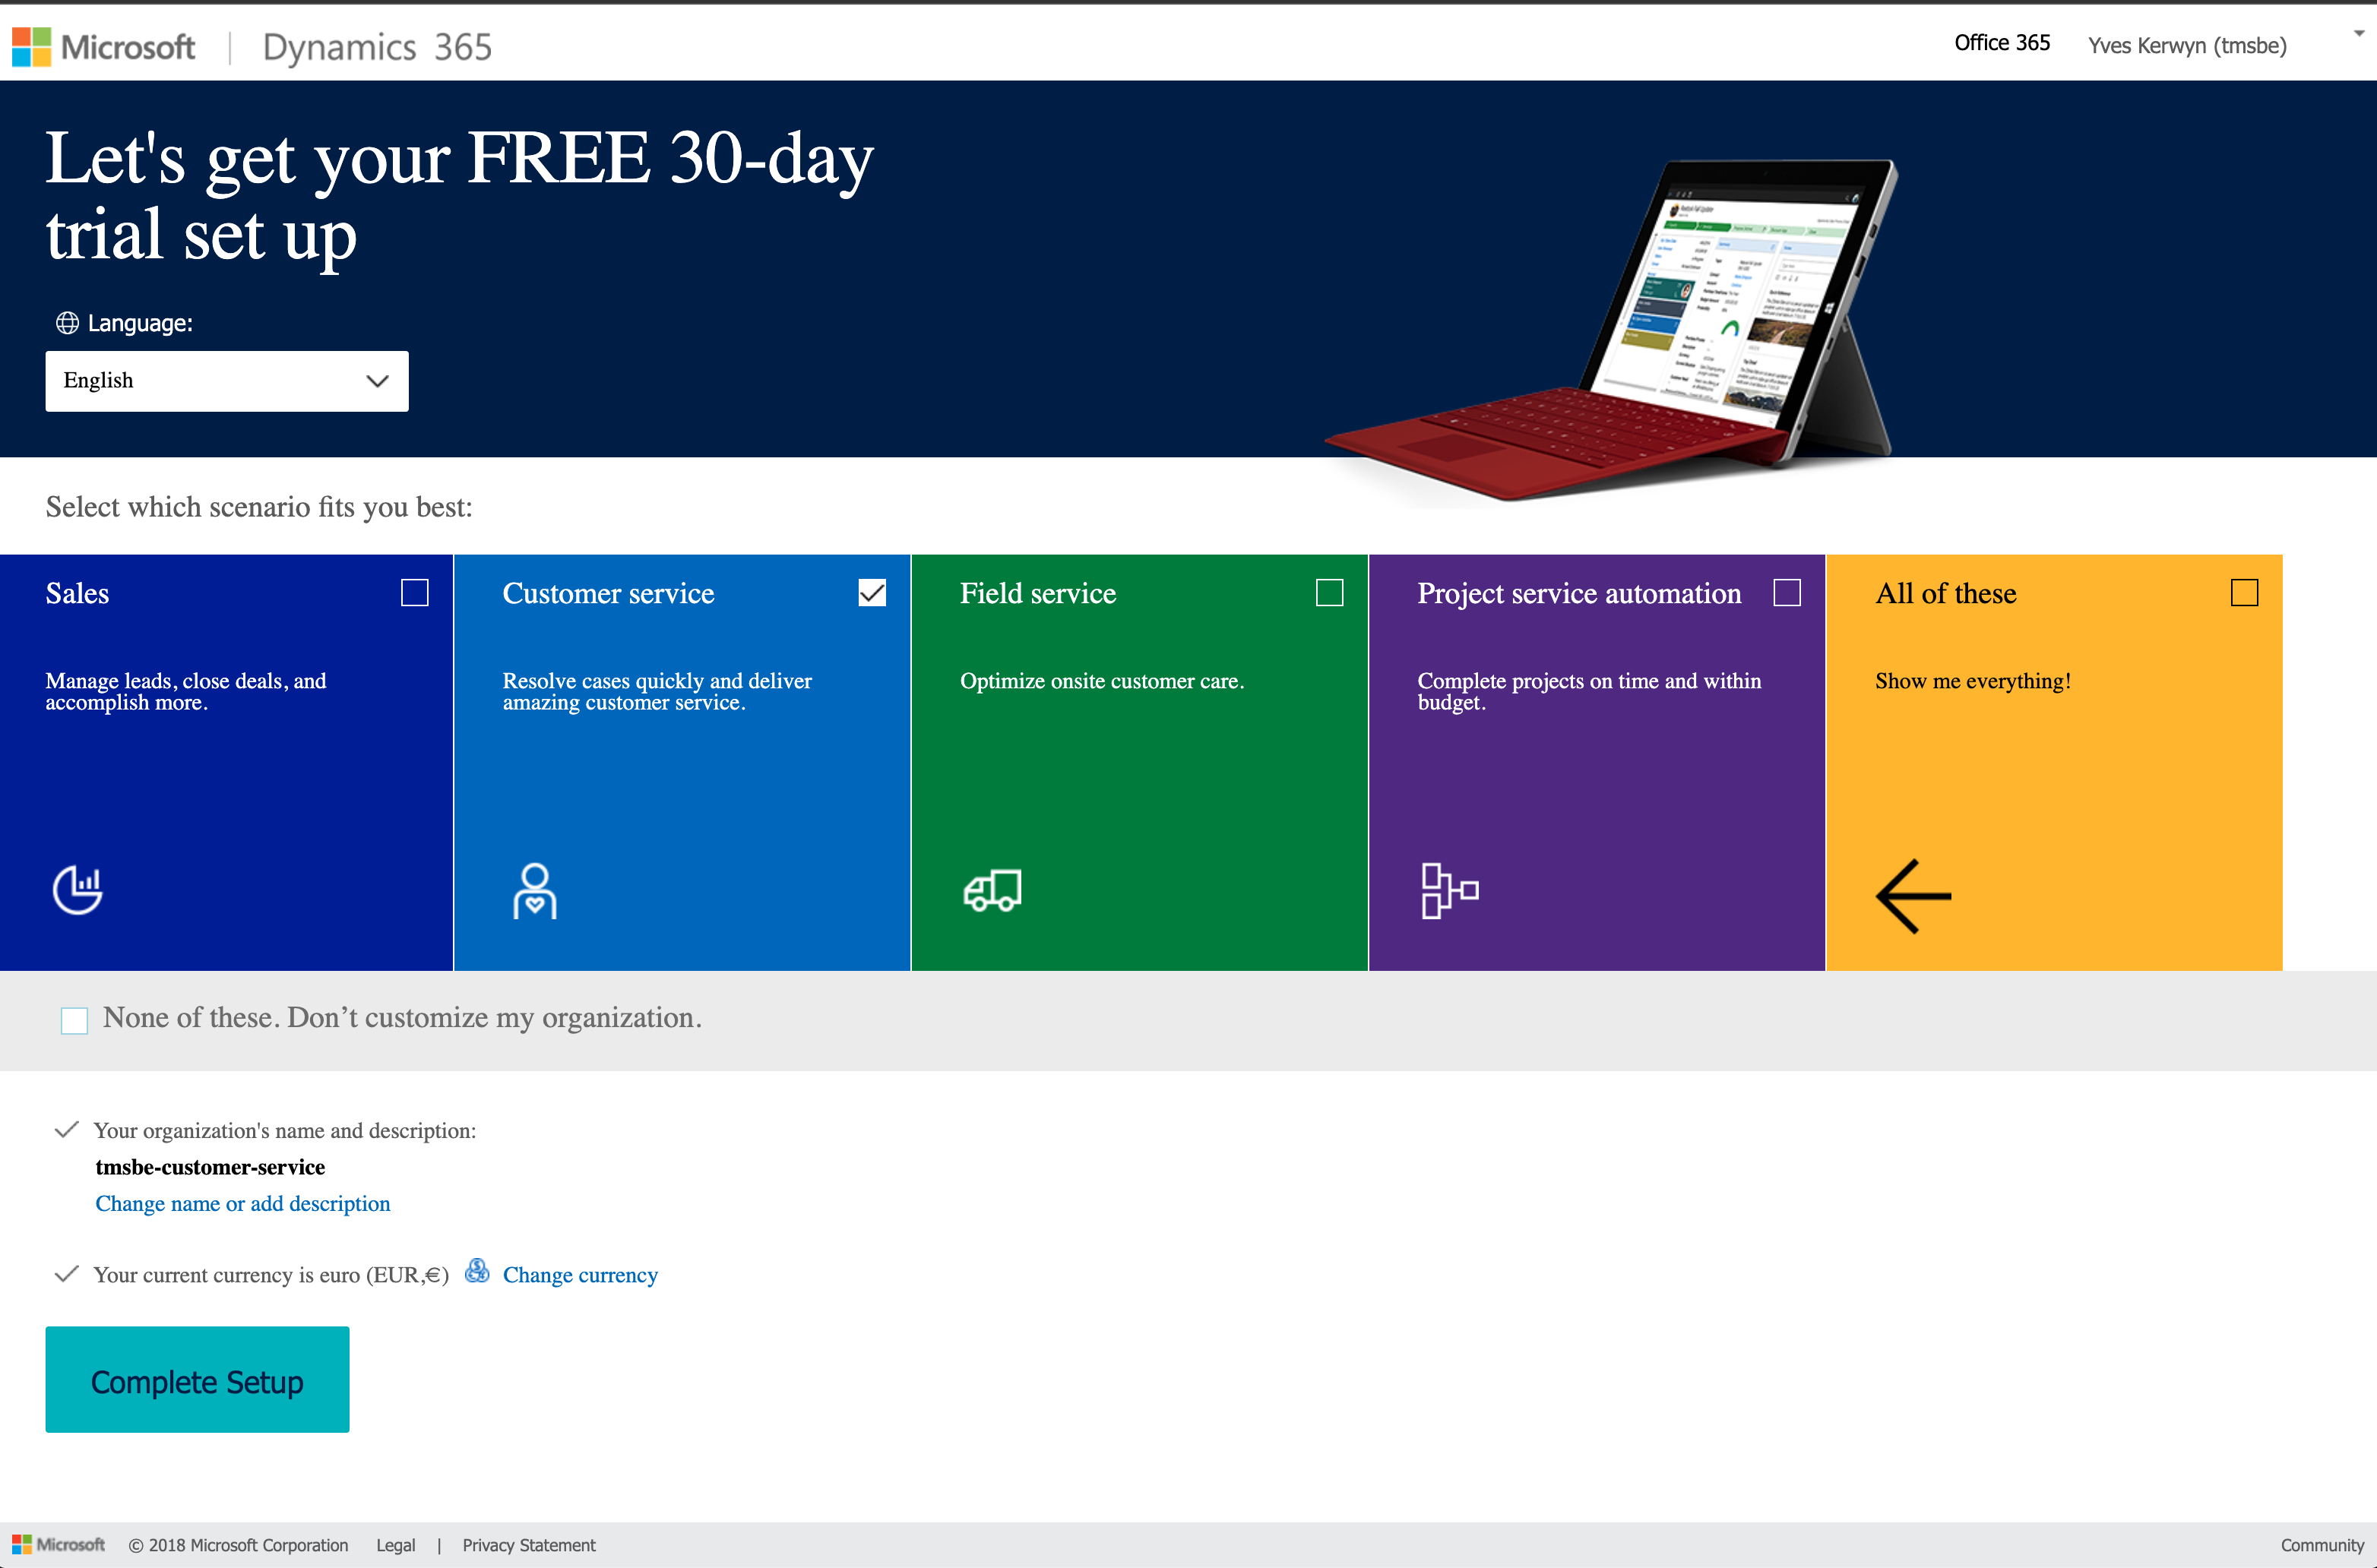 Microsoft | Dynamics 365
Office 365
Yves Kerwyn (tmsbe)
Let's get your FREE 30-day
trial set up
Language:
English
Select which scenario fits you best:
Sales
Manage leads, close deals, and
accomplish more.
Customer service
Resolve cases quickly and deliver
amazing customer service.
Field service
Optimize onsite customer care.
Project service automation
Complete projects on time and within
budget.
All of these
Show me everything!
None of these. Don’t customize my organization.
Your organization's name and description:
tmsbe-customer-service
Change name or add description
Your current currency is euro (EUR,€)
Change currency
Complete Setup
Microsoft
© 2018 Microsoft Corporation
Legal
|
Privacy Statement
Community